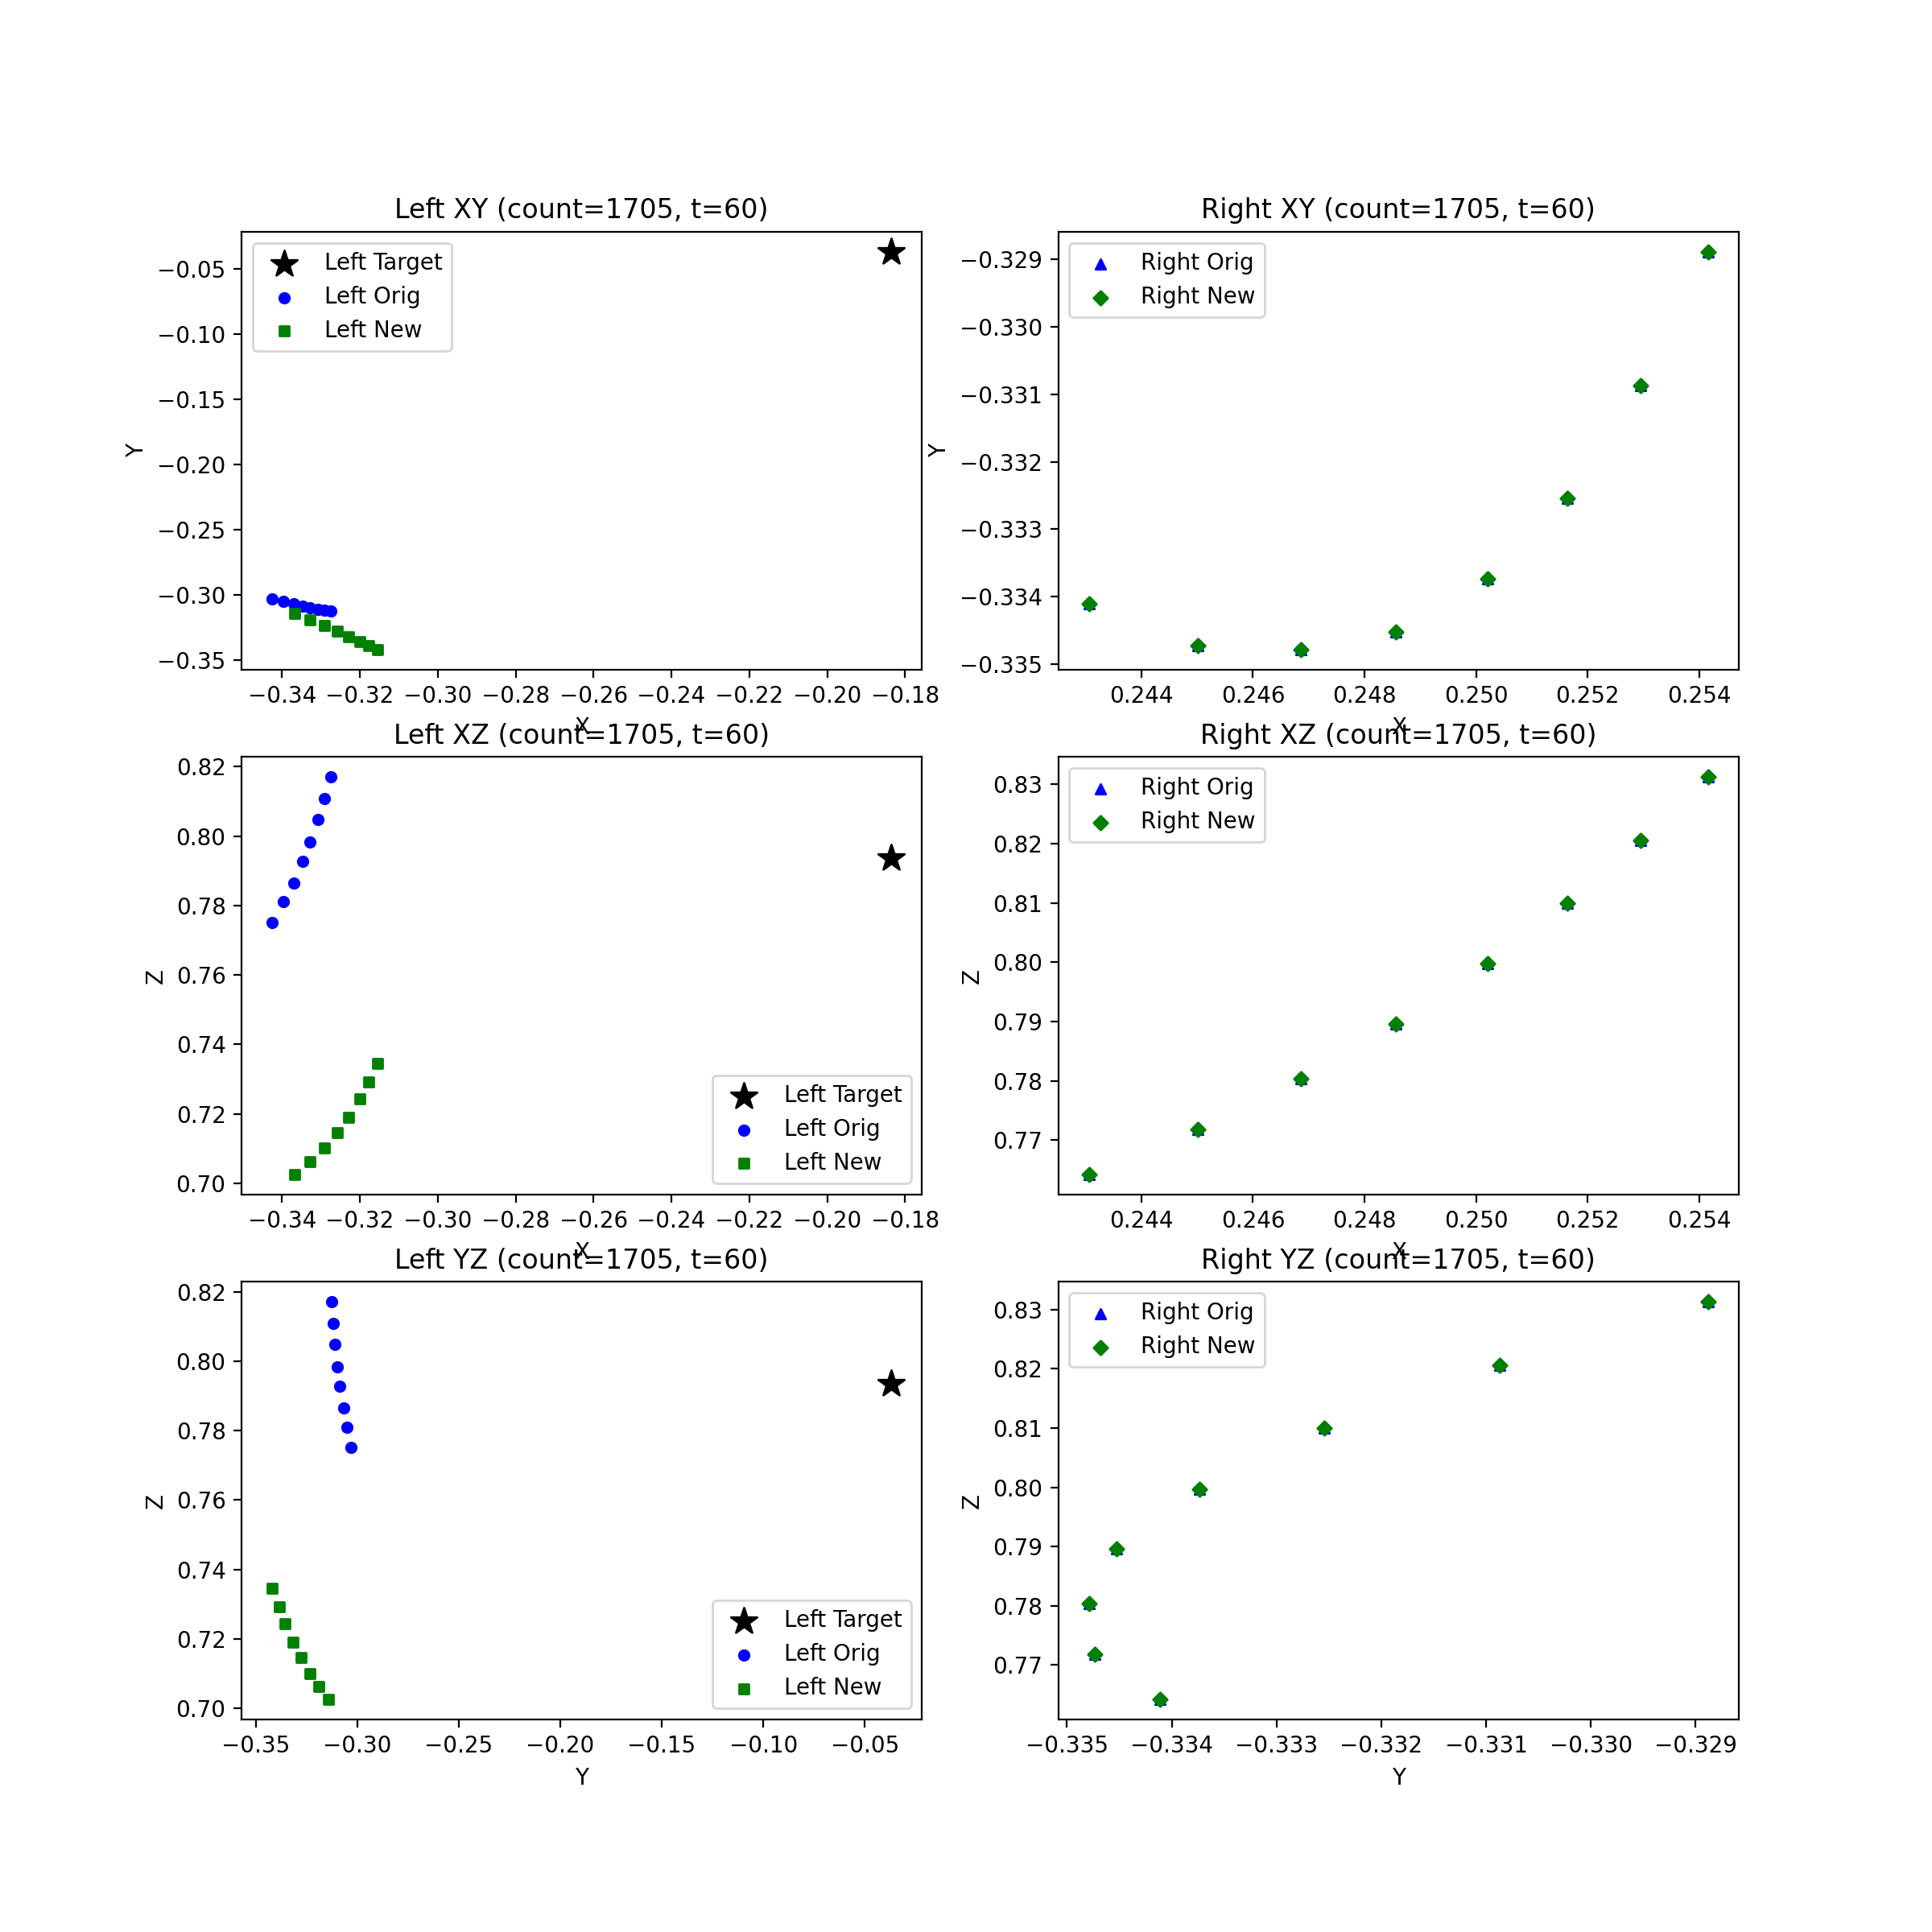 Left XY (count=1705, t=60)
Left Target
Left Orig
Left New
−0.05
−0.10
−0.15
−0.20
−0.25
−0.30
−0.35
Y
−0.34 −0.32 −0.30 −0.28 −0.26 −0.24 −0.22 −0.20 −0.18
X
Right XY (count=1705, t=60)
Right Orig
Right New
−0.329
−0.330
−0.331
−0.332
−0.333
−0.334
−0.335
Y
0.244 0.246 0.248 0.250 0.252 0.254
X
Left XZ (count=1705, t=60)
0.82
0.80
0.78
0.76
0.74
0.72
0.70
Z
Left Target
Left Orig
Left New
−0.34 −0.32 −0.30 −0.28 −0.26 −0.24 −0.22 −0.20 −0.18
X
Right XZ (count=1705, t=60)
Right Orig
Right New
0.83
0.82
0.81
0.80
0.79
0.78
0.77
Z
0.244 0.246 0.248 0.250 0.252 0.254
X
Left YZ (count=1705, t=60)
0.82
0.80
0.78
0.76
0.74
0.72
0.70
Z
Left Target
Left Orig
Left New
−0.35 −0.30 −0.25 −0.20 −0.15 −0.10 −0.05
Y
Right YZ (count=1705, t=60)
Right Orig
Right New
0.83
0.82
0.81
0.80
0.79
0.78
0.77
Z
−0.335 −0.334 −0.333 −0.332 −0.331 −0.330 −0.329
Y